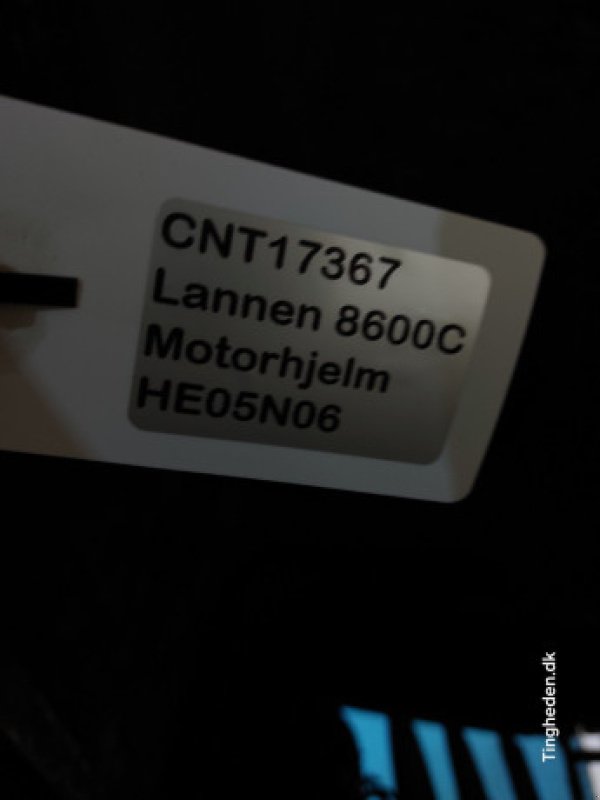 CNT17367
Lannen 8600C
Motorhjelm
HE05N06
Tingheden.dk